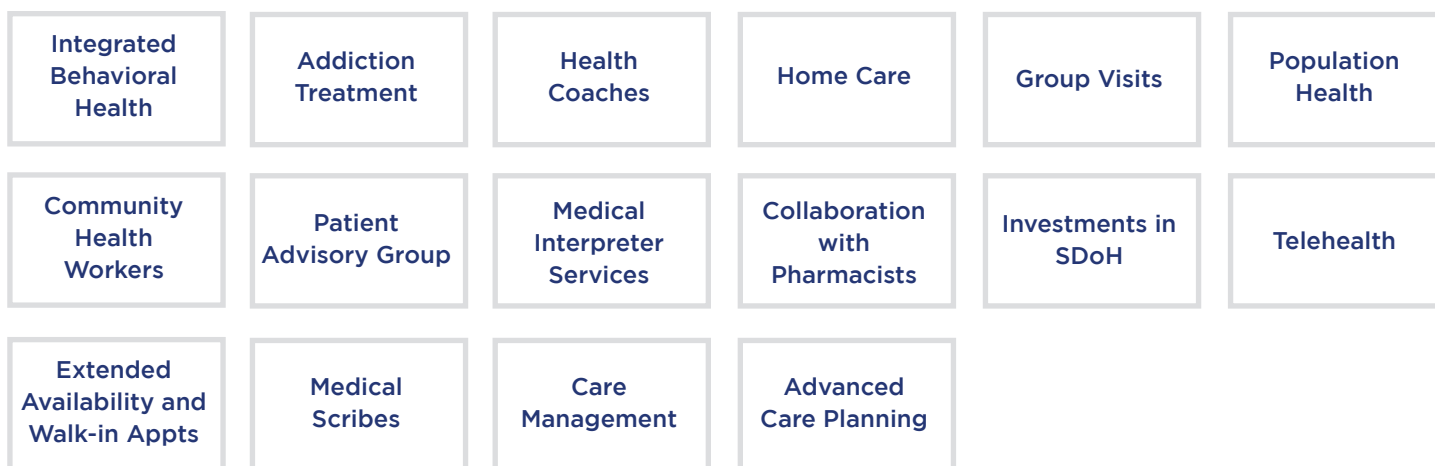 Integrated
Behavioral
Health
Addiction
Treatment
Health
Coaches
Home Care
Group Visits
Population
Health
Community
Health
Workers
Patient
Advisory Group
Medical
Interpreter
Services
Collaboration
with
Pharmacists
Investments in
SDoH
Telehealth
Extended
Availability and
Walk-in Appts
Medical
Scribes
Care
Management
Advanced
Care Planning